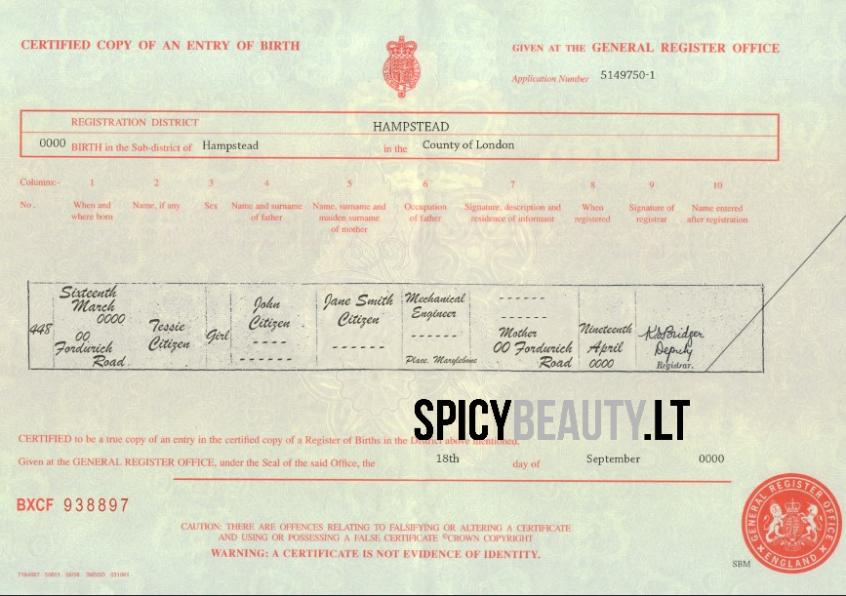 CERTIFIED COPY OF AN ENTRY OF BIRTH
GIVEN AT THE GENERAL REGISTER OFFICE
Application Number 5149750-1
REGISTRATION DISTRICT HAMPSTEAD
0000 BIRTH in the Sub-district of Hampstead in the County of London
Columns:- 1 2 3 4 5 6 7 8 9 10
No. When and where born Name, if any Sex Name and surname of father Name, surname and maiden surname of mother Occupation of father Signature, description and residence of informant When registered Signature of registrar Name entered after registration
448 Sixteenth March 0000 00 Fordwich Road Tessie Citizen Girl John Citizen Jane Smith Citizen Mechanical Engineer Place. Marylebone Mother 00 Fordwich Road Nineteenth April 0000 Deputy Registrar.
SPICYBEAUTY.LT
CERTIFIED to be a true copy of an entry in the certified copy of a Register of Births in the District above mentioned.
Given at the GENERAL REGISTER OFFICE, under the Seal of the said Office, the 18th day of September 0000
BXCF 938897
CAUTION: THERE ARE OFFENCES RELATING TO FALSIFYING OR ALTERING A CERTIFICATE
AND USING OR POSSESSING A FALSE CERTIFICATE ©CROWN COPYRIGHT
WARNING: A CERTIFICATE IS NOT EVIDENCE OF IDENTITY.
GENERAL REGISTER OFFICE
ENGLAND
SBM